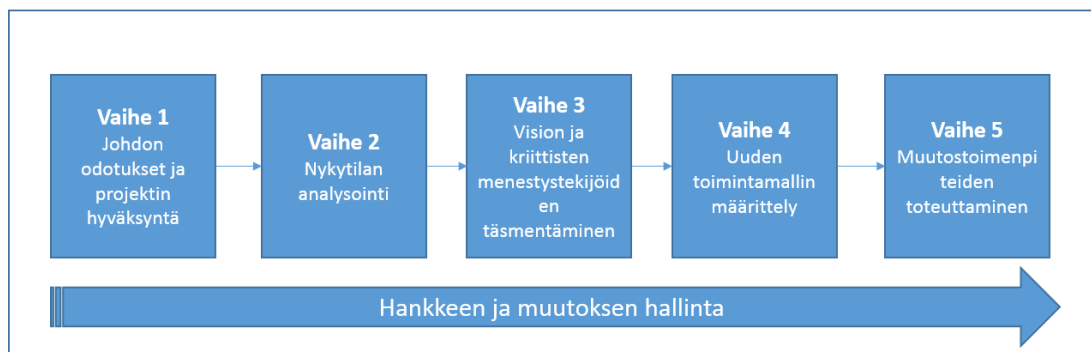 Vaihe 1
Johdon
odotukset ja
projektin
hyväksyntä
Vaihe 2
Nykytilan
analysointi
Vaihe 3
Vision ja
kriittisten
menestystekijöid
en
täsmentäminen
Vaihe 4
Uuden
toimintamallin
määrittely
Vaihe 5
Muutostoimenpi
teiden
toteuttaminen
Hankkeen ja muutoksen hallinta